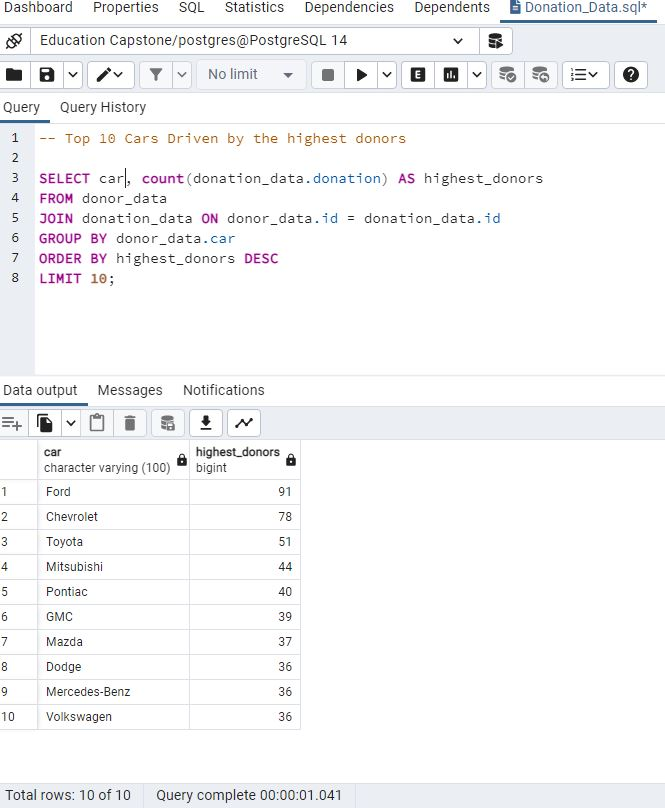 Dashboard Properties SQL Statistics Dependencies Dependents Donation_Data.sql*
Education Capstone/postgres@PostgreSQL 14
No limit
E
Query Query History
1 -- Top 10 Cars Driven by the highest donors
2
3 SELECT car, count(donation_data.donation) AS highest_donors
4 FROM donor_data
5 JOIN donation_data ON donor_data.id = donation_data.id
6 GROUP BY donor_data.car
7 ORDER BY highest_donors DESC
8 LIMIT 10;
Data output Messages Notifications
car highest_donors
character varying (100) bigint
1 Ford 91
2 Chevrolet 78
3 Toyota 51
4 Mitsubishi 44
5 Pontiac 40
6 GMC 39
7 Mazda 37
8 Dodge 36
9 Mercedes-Benz 36
10 Volkswagen 36
Total rows: 10 of 10 Query complete 00:00:01.041